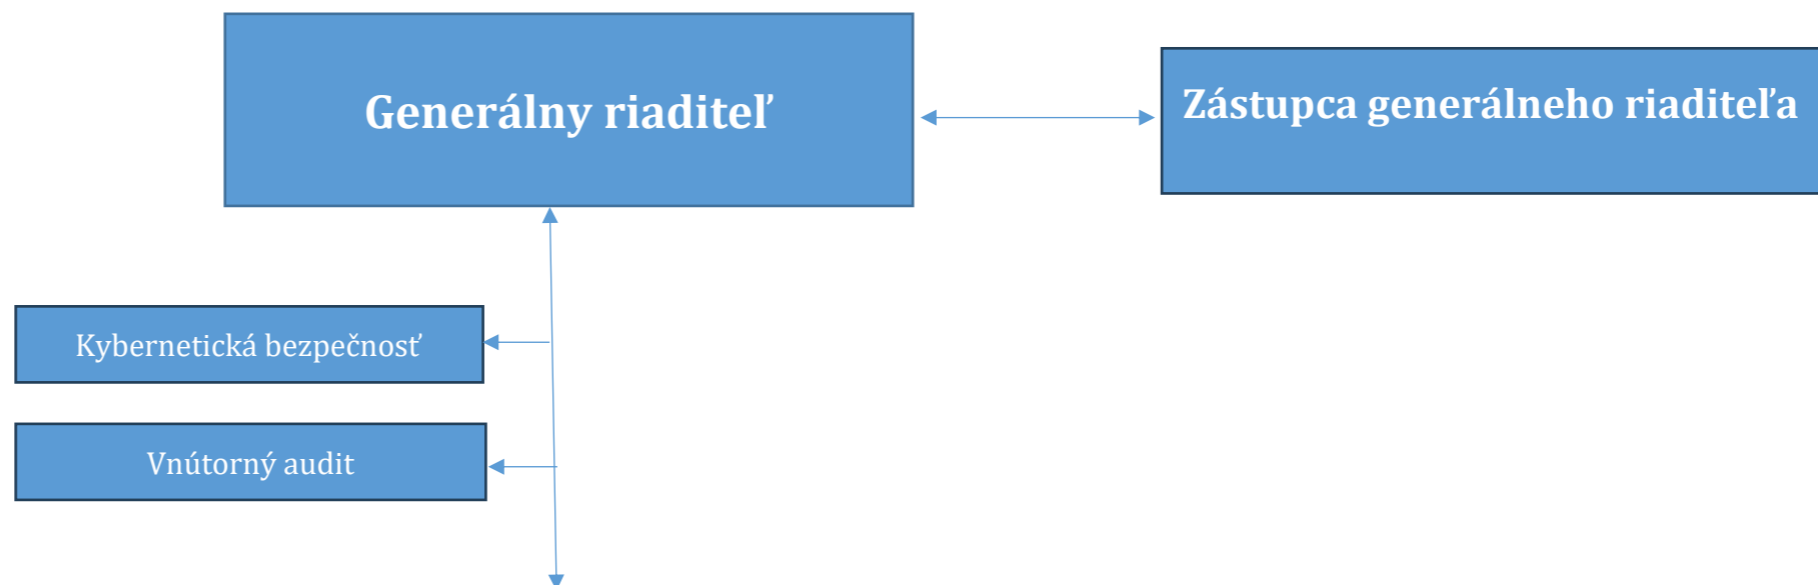 Generálny riaditeľ
Zástupca generálneho riaditeľa
Kybernetická bezpečnosť
Vnútorný audit